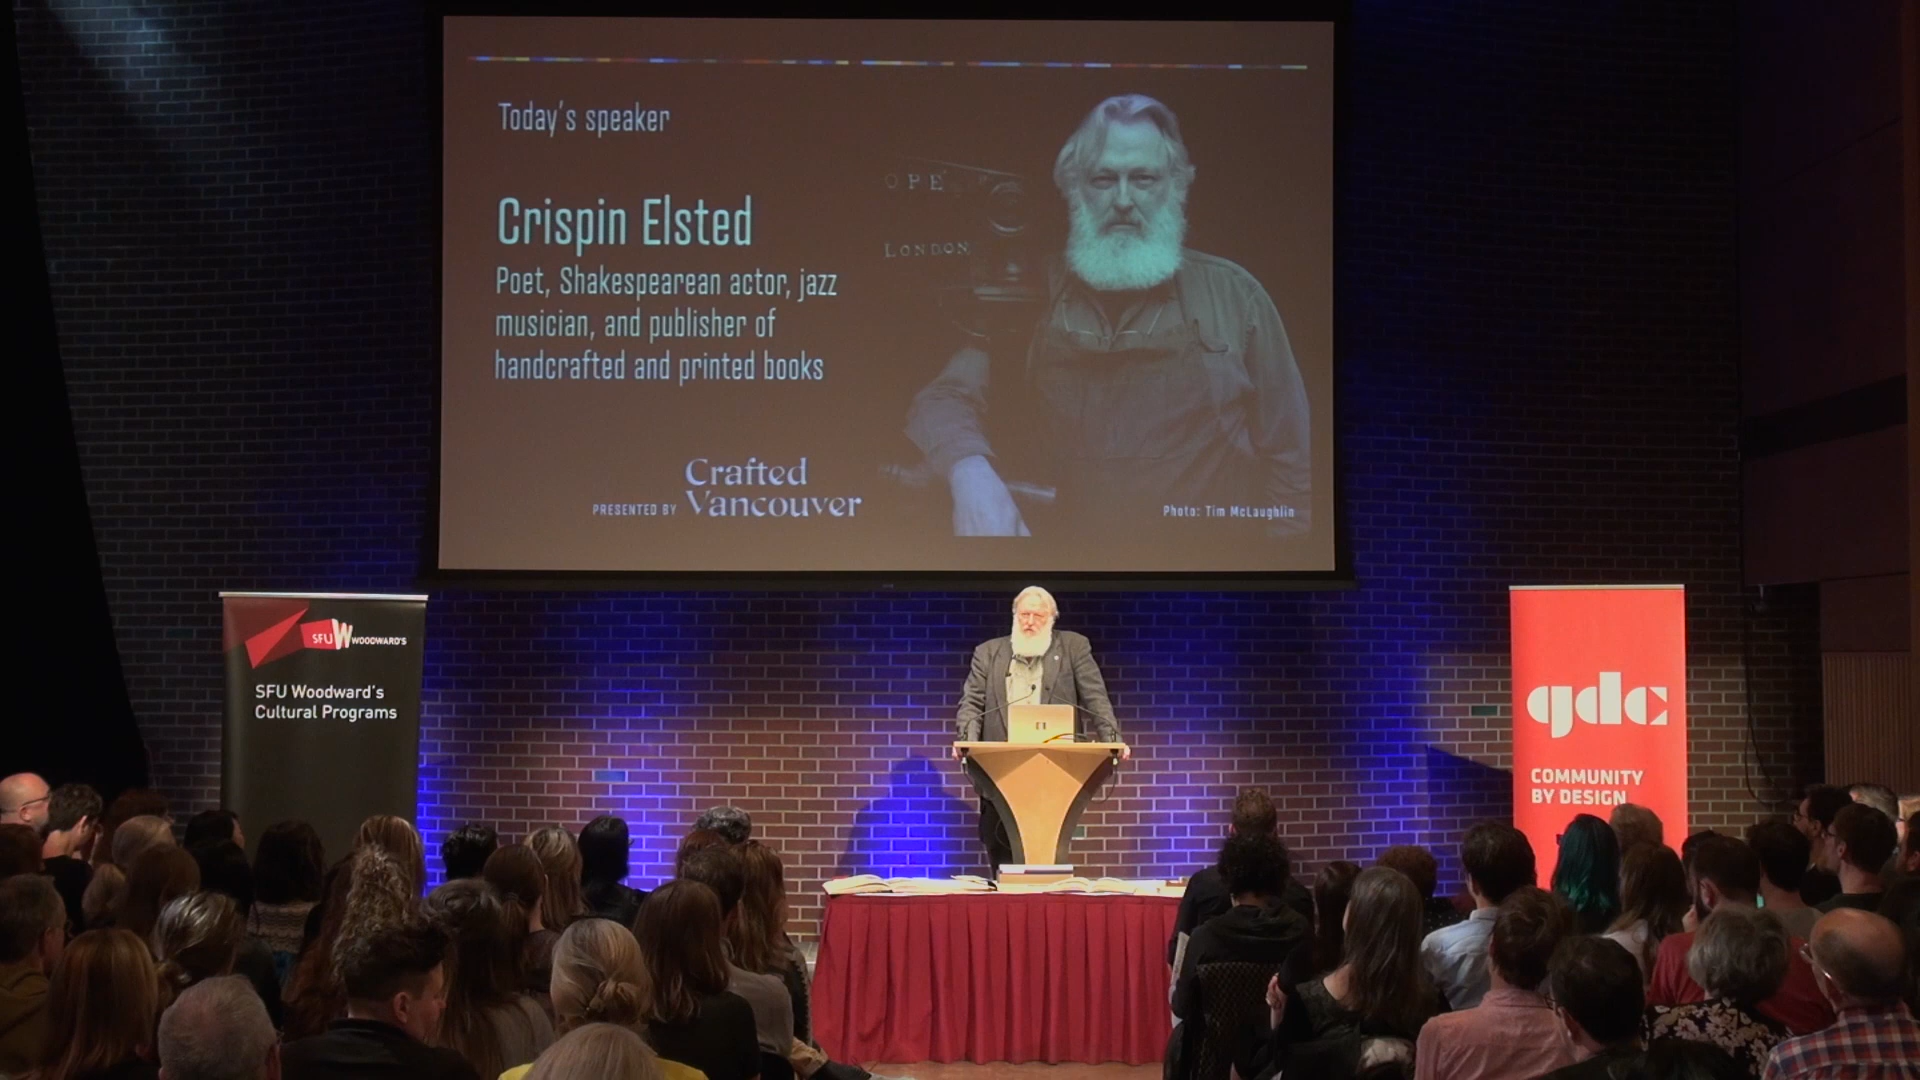 Today's speaker
Crispin Elsted
Poet, Shakespearean actor, jazz
musician, and publisher of
handcrafted and printed books
OPE
LONDON
PRESENTED BY
Crafted
Vancouver
Photo: Tim McLaughlin
SFU W WOODWARD'S
SFU Woodward's
Cultural Programs
gdc
COMMUNITY
BY DESIGN